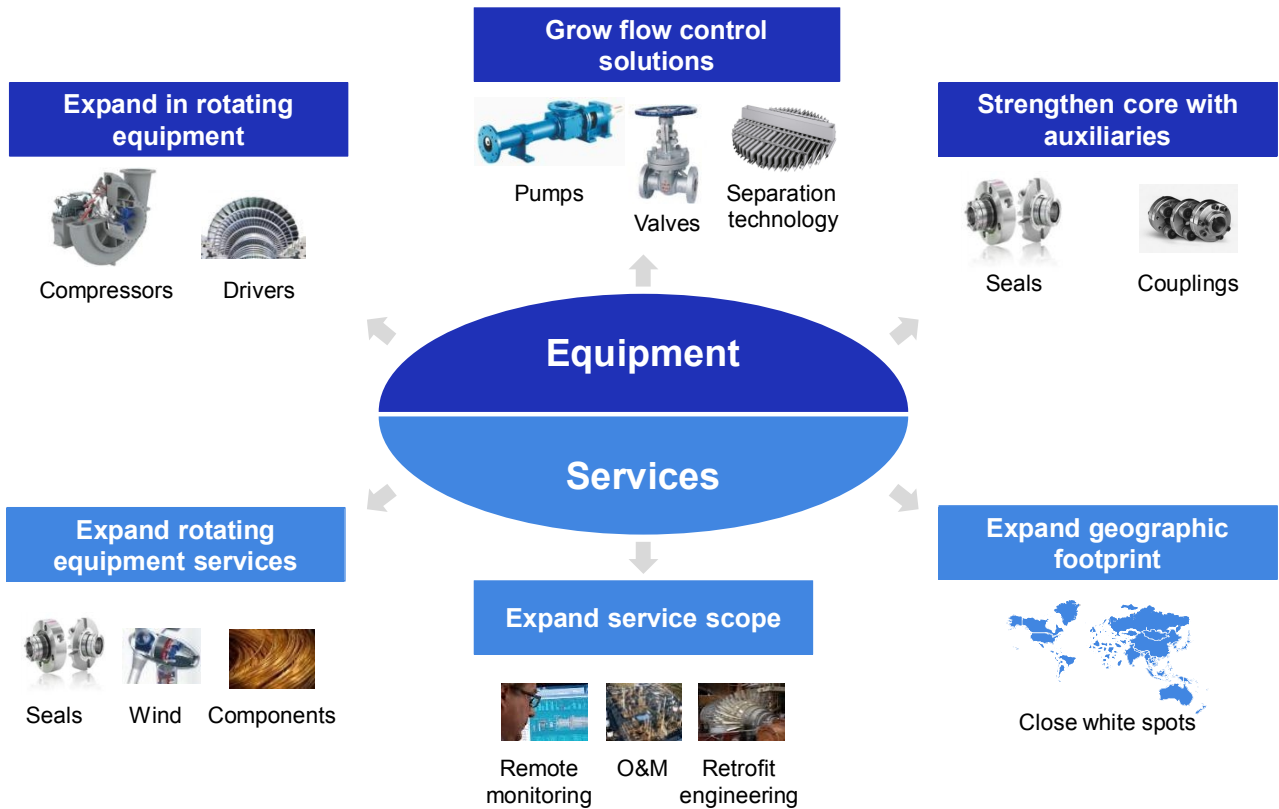 Grow flow control
solutions
Expand in rotating
equipment
Strengthen core with
auxiliaries
Pumps
Valves
Separation
technology
Compressors
Drivers
Seals
Couplings
Equipment
Services
Expand rotating
equipment services
Expand service scope
Expand geographic
footprint
Seals
Wind
Components
Remote
monitoring
O&M
Retrofit
engineering
Close white spots